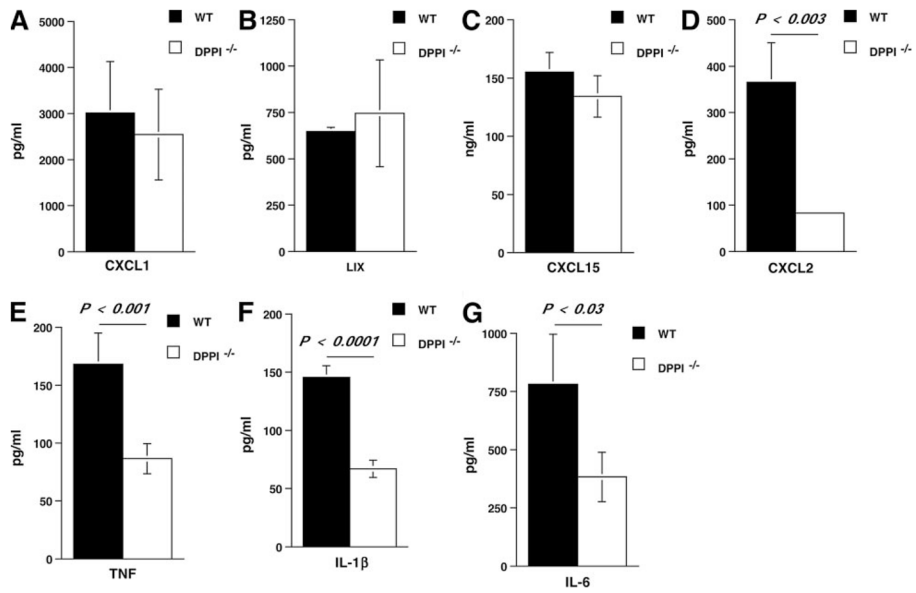 A
5000
4000
3000
2000
1000
0
pg/ml
CXCL1
WT
DPPI -/-
B
1250
1000
750
500
250
0
pg/ml
LIX
WT
DPPI -/-
C
200
150
100
50
0
ng/ml
CXCL15
WT
DPPI -/-
D
500
400
300
200
100
0
pg/ml
CXCL2
P < 0.003
WT
DPPI -/-
E
200
150
100
50
0
pg/ml
TNF
P < 0.001
WT
DPPI -/-
F
200
150
100
50
0
pg/ml
IL-1β
P < 0.0001
WT
DPPI -/-
G
1000
750
500
250
0
pg/ml
IL-6
P < 0.03
WT
DPPI -/-